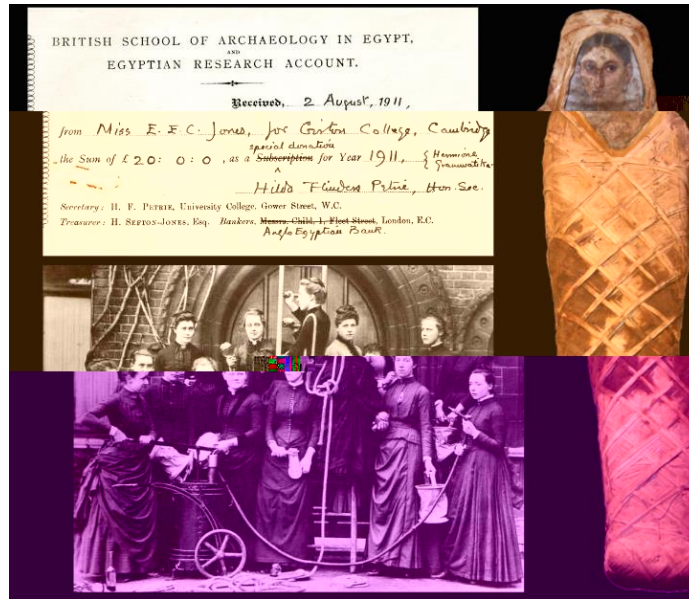 BRITISH SCHOOL OF ARCHAEOLOGY IN EGYPT,
AND
EGYPTIAN RESEARCH ACCOUNT.
Received, 2 August, 1911,
from Miss E. E. C. Jones, for Girton College, Cambridge
special donation
the Sum of £20: 0: 0, as a Subscription for Year 1911, { Hermione Grammatike
Hilda Flinders Petrie, Hon. Sec.
Secretary: H. F. PETRIE, University College, Gower Street, W.C.
Treasurer: H. SEFTON-JONES, Esq. Bankers, Messrs. Child, 1, Fleet Street, London, E.C.
Anglo Egyptian Bank.